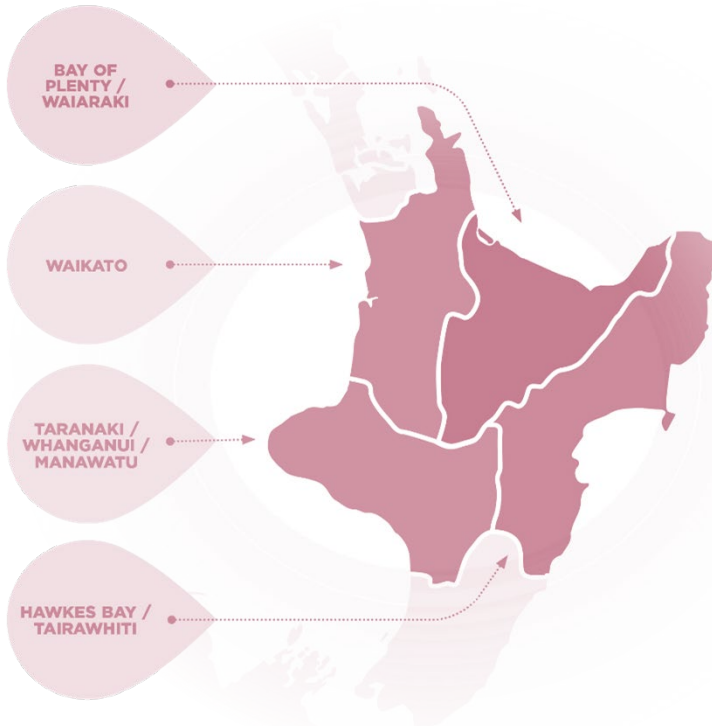 BAY OF
PLENTY /
WAIARAKI
WAIKATO
TARANAKI /
WHANGANUI /
MANAWATU
HAWKES BAY /
TAIRAWHITI